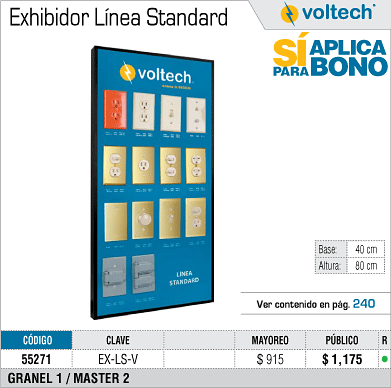 Exhibidor Línea Standard
voltech
SÍ APLICA
PARA BONO
voltech
LÍNEA
STANDARD
Base: 40 cm
Altura: 80 cm
Ver contenido en pág. 240
CÓDIGO CLAVE MAYOREO PÚBLICO R
55271 EX-LS-V $ 915 $ 1,175
GRANEL 1 / MASTER 2